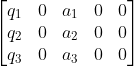 q₁ 0 a₁ 0 0
q₂ 0 a₂ 0 0
q₃ 0 a₃ 0 0